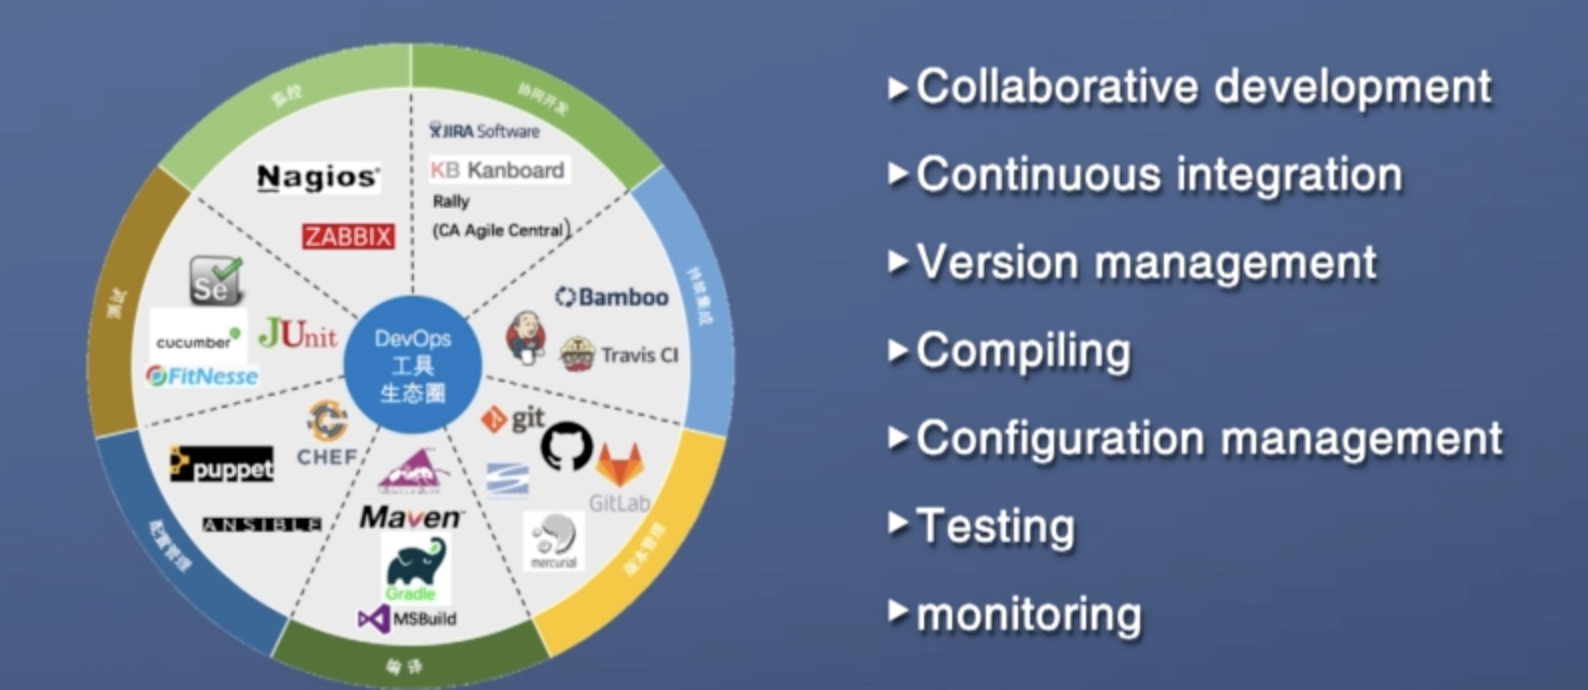 监控
协同开发
JIRA Software
KB Kanboard
Rally
(CA Agile Central)
Nagios
ZABBIX
持续集成
Bamboo
Travis CI
测试
Se
cucumber
JUnit
FitNesse
DevOps
工具
生态圈
git
GitLab
mercurial
版本管理
CHEF
puppet
ANSIBLE
配置管理
Maven
Gradle
MSBuild
编译
Collaborative development
Continuous integration
Version management
Compiling
Configuration management
Testing
monitoring